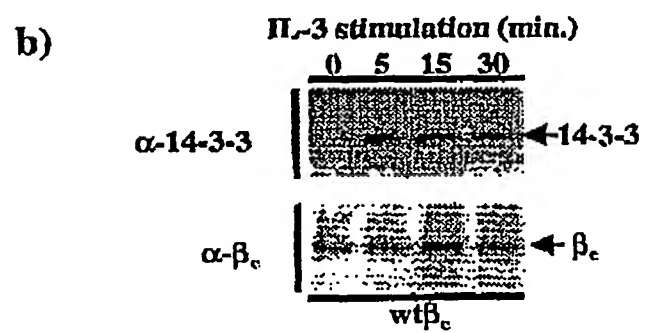 b)
IL-3 stimulation (min.)
0 5 15 30
α-14-3-3
14-3-3
α-βc
βc
wtβc